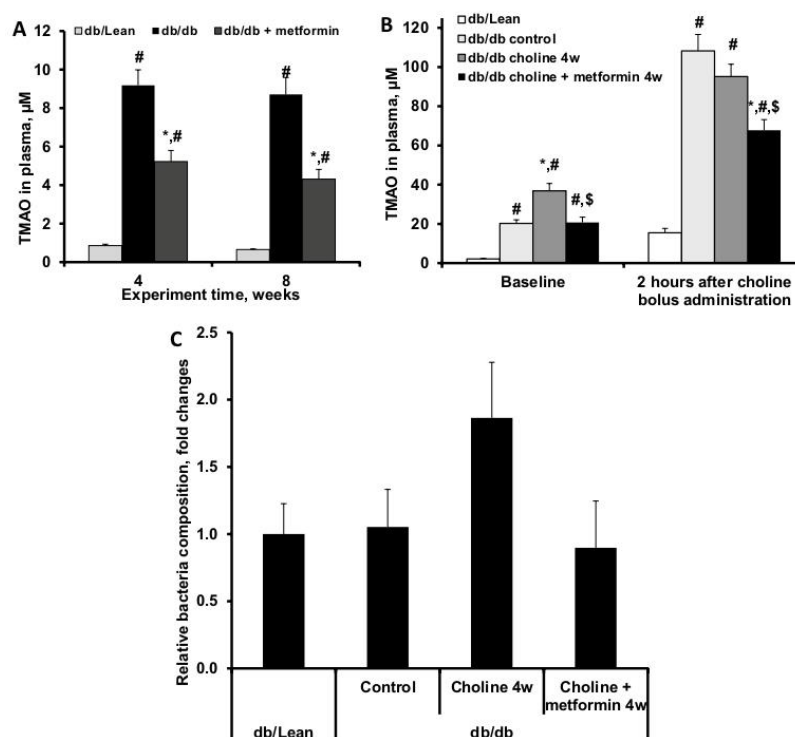 A
db/Lean db/db db/db + metformin
TMAO in plasma, µM
12
10
8
6
4
2
0
#
*,#
#
*,#
4 8
Experiment time, weeks
B
db/Lean
db/db control
db/db choline 4w
db/db choline + metformin 4w
TMAO in plasma, µM
120
100
80
60
40
20
0
#
*,#
#,$
#
#
*,#,$
Baseline
2 hours after choline
bolus administration
C
Relative bacteria composition, fold changes
2.5
2.0
1.5
1.0
0.5
0.0
Control Choline 4w Choline +
metformin 4w
db/Lean db/db